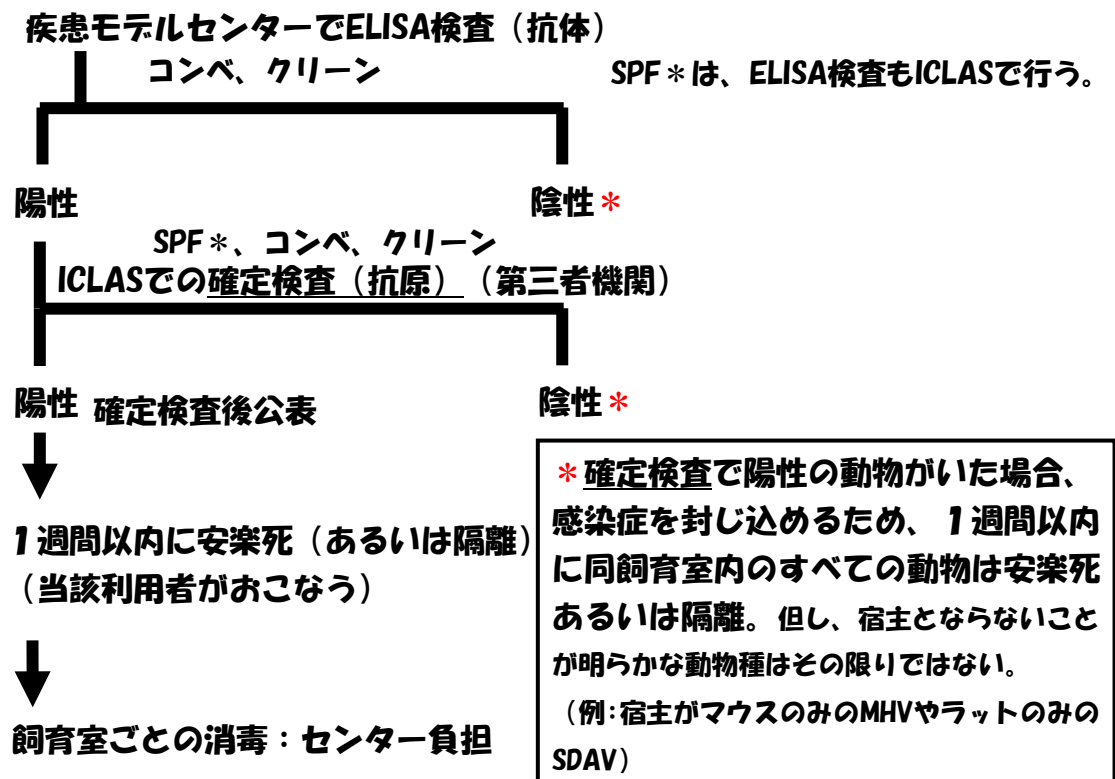 疾患モデルセンターでELISA検査（抗体）
コンベ、クリーン
SPF＊は、ELISA検査もICLASで行う。
陽性
陰性＊
SPF＊、コンベ、クリーン
ICLASでの確定検査（抗原）（第三者機関）
陽性 確定検査後公表
陰性＊
1週間以内に安楽死（あるいは隔離）
（当該利用者がおこなう）
飼育室ごとの消毒：センター負担
＊確定検査で陽性の動物がいた場合、
感染症を封じ込めるため、1週間以内
に同飼育室内のすべての動物は安楽死
あるいは隔離。但し、宿主とならないこと
が明らかな動物種はその限りではない。
（例:宿主がマウスのみのMHVやラットのみの
SDAV）